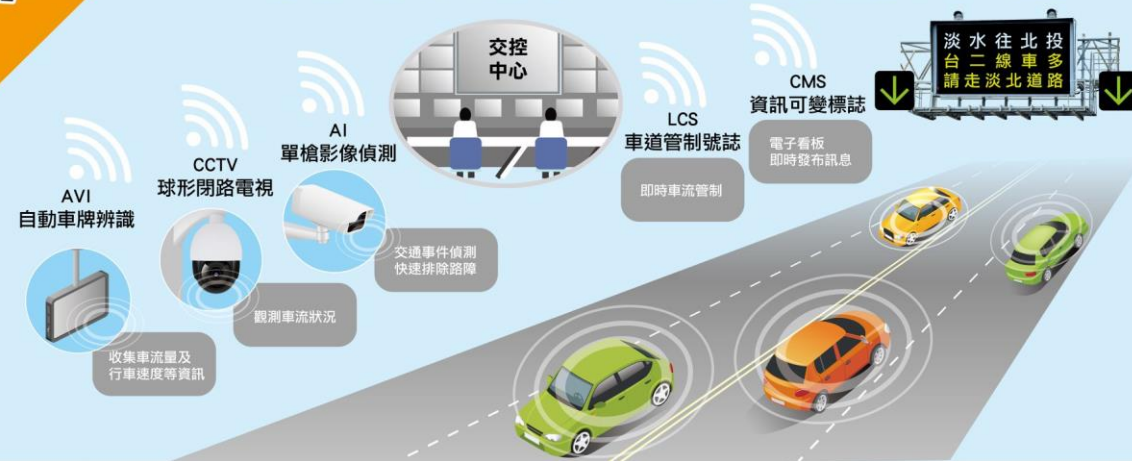 AVI
自動車牌辨識
收集車流量及
行車速度等資訊
CCTV
球形閉路電視
觀測車流狀況
AI
單槍影像偵測
交通事件偵測
快速排除路障
交控
中心
LCS
車道管制號誌
即時車流管制
CMS
資訊可變標誌
電子看板
即時發布訊息
淡水往北投
台二線車多
請走淡北道路